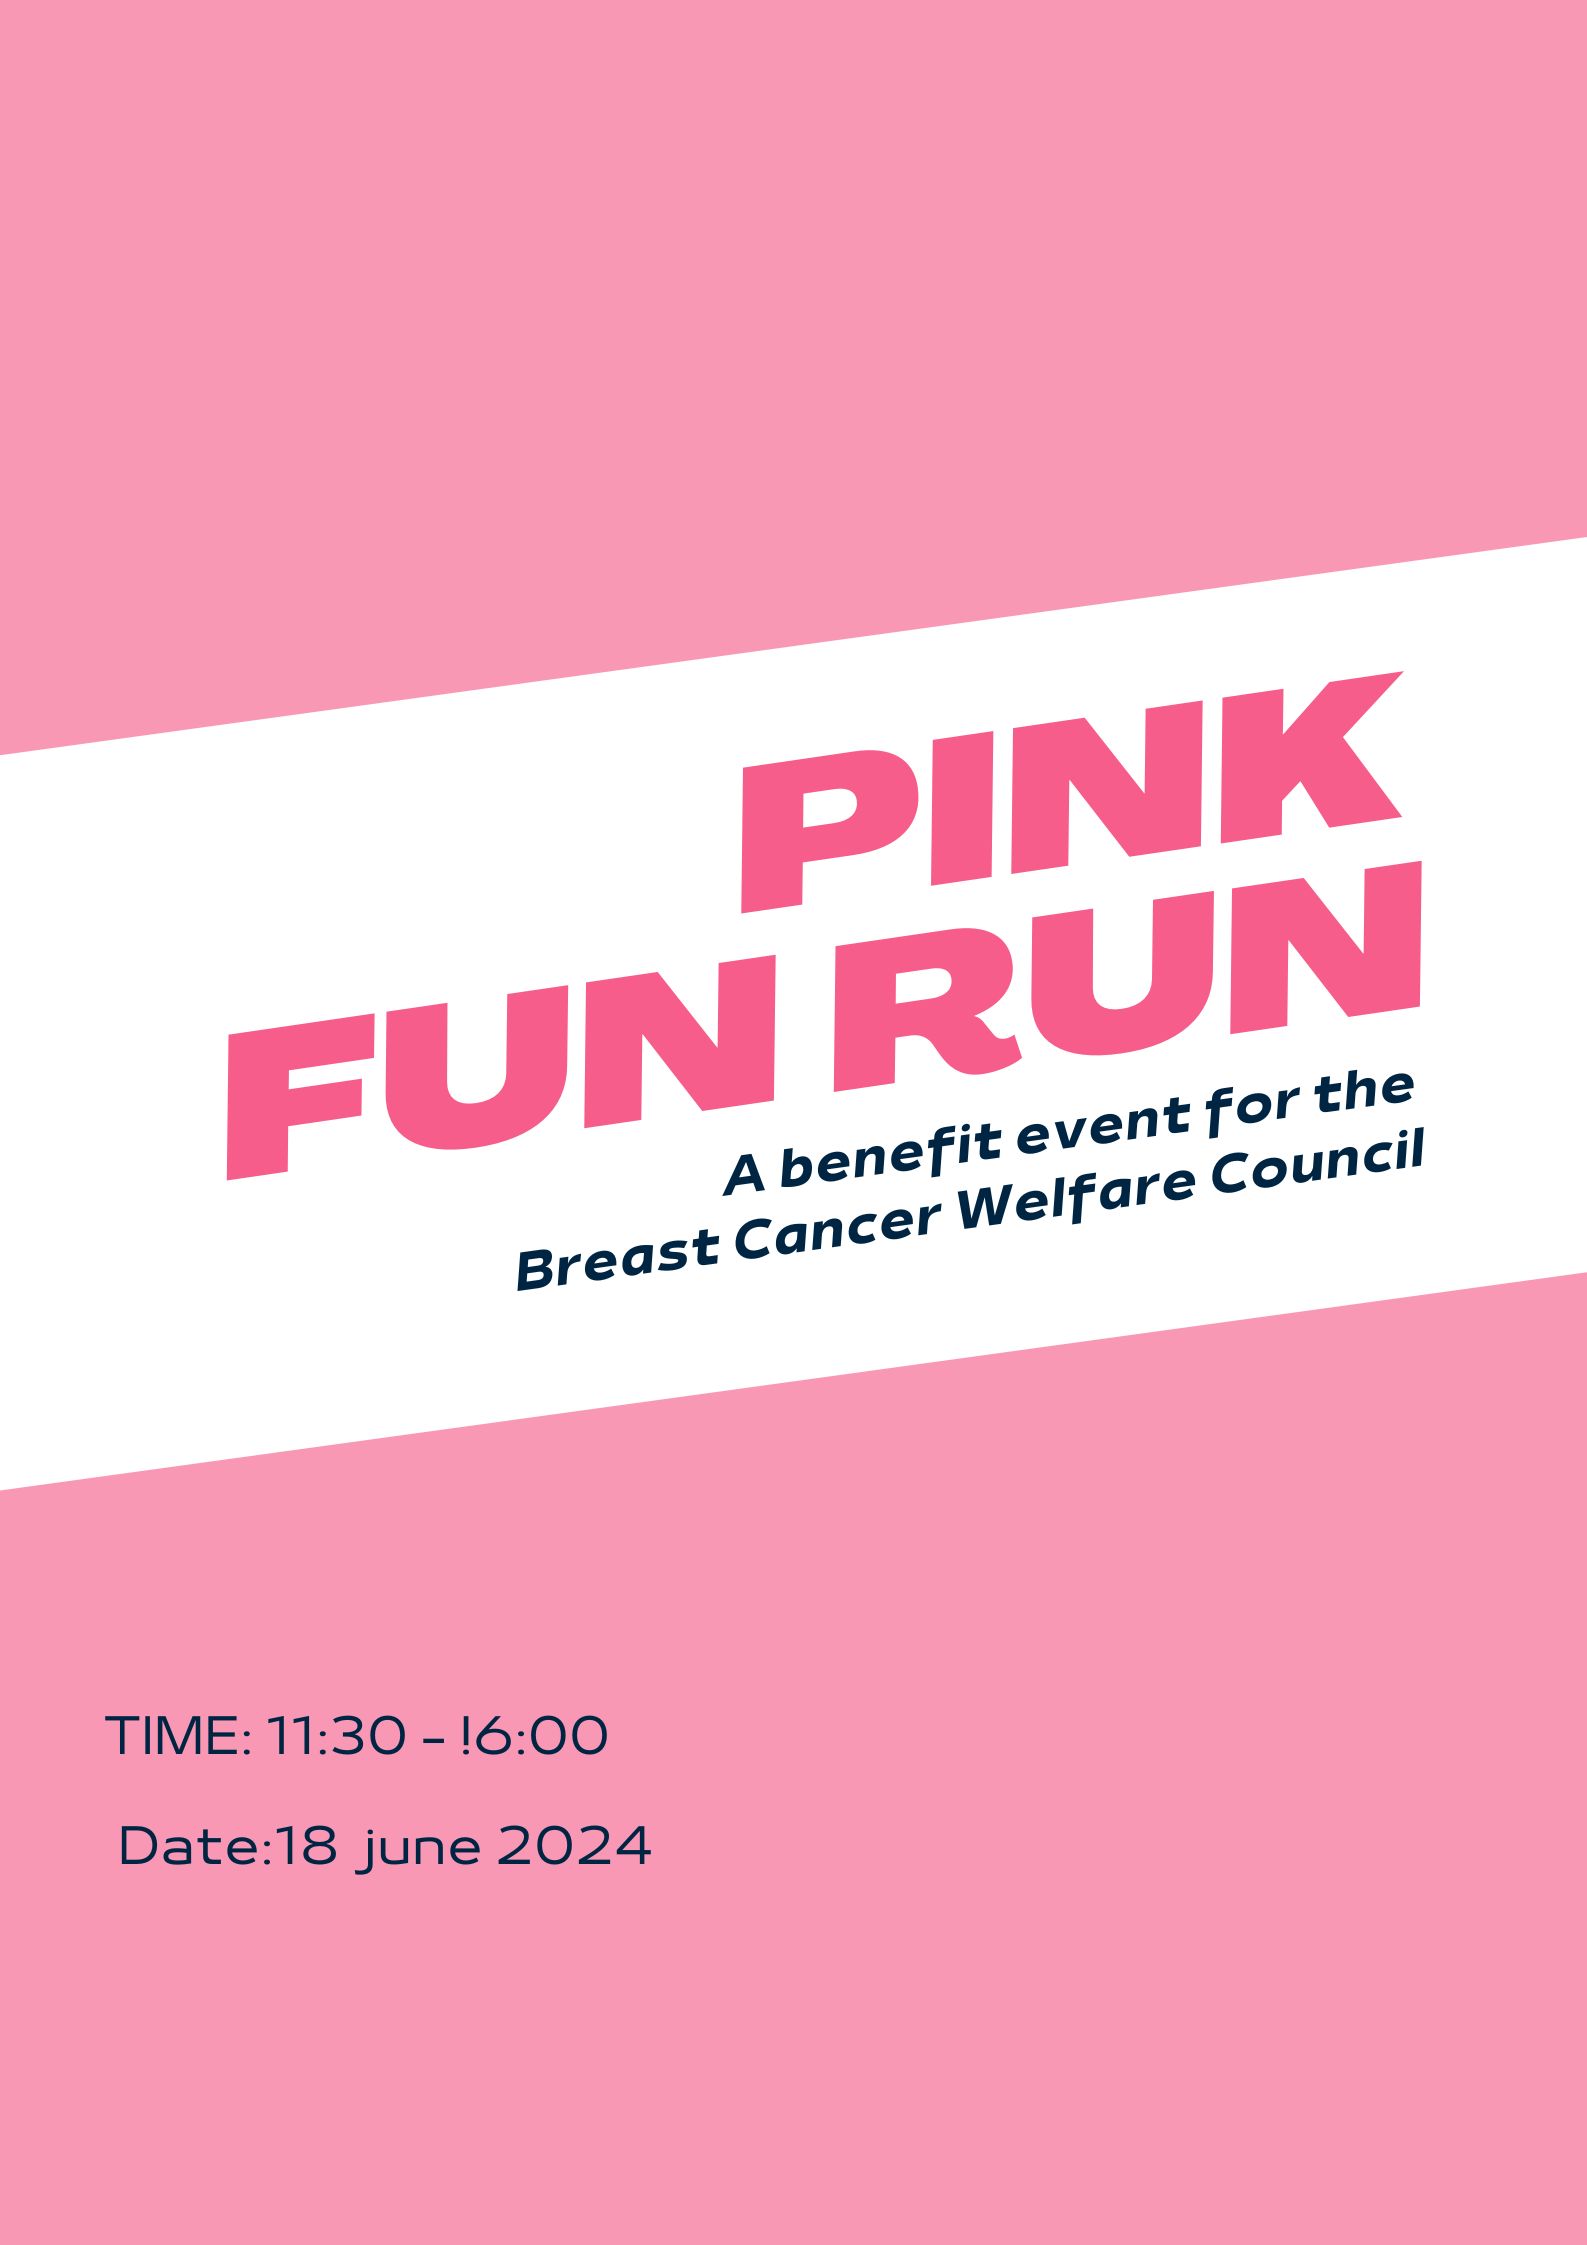 PINK
FUN RUN
A benefit event for the
Breast Cancer Welfare Council
TIME: 11:30 - !6:00
Date:18 june 2024